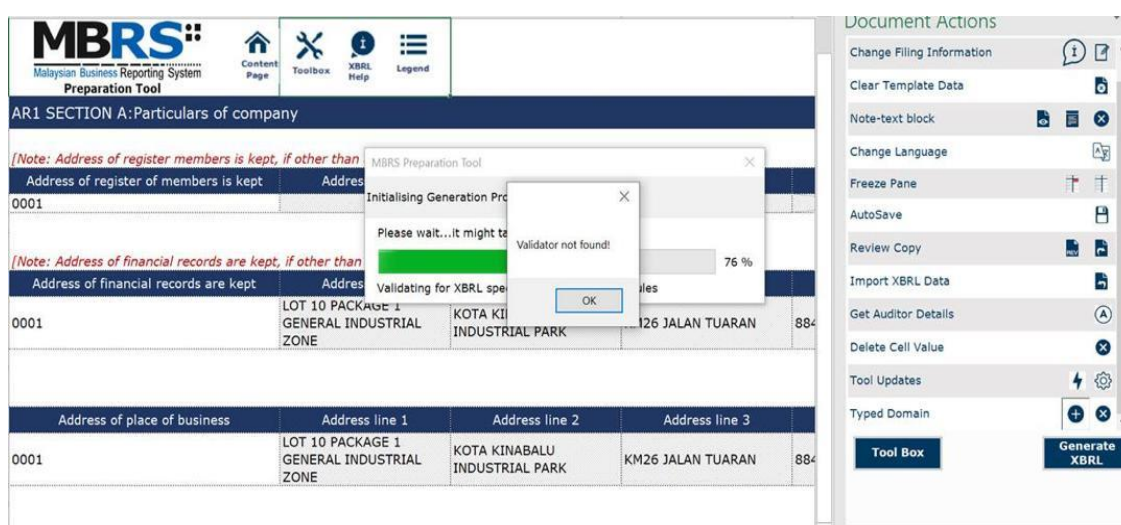 MBRS
Malaysian Business Reporting System
Preparation Tool
Content Page
Toolbox
XBRL Help
Legend
AR1 SECTION A:Particulars of company
[Note: Address of register members is kept, if other than
Address of register of members is kept Addres
0001
[Note: Address of financial records are kept, if other than
Address of financial records are kept Addres
0001
LOT 10 PACKAGE 1
GENERAL INDUSTRIAL
ZONE
KOTA KI
INDUSTRIAL PARK
KM26 JALAN TUARAN
884
Address of place of business Address line 1 Address line 2 Address line 3
0001
LOT 10 PACKAGE 1
GENERAL INDUSTRIAL
ZONE
KOTA KINABALU
INDUSTRIAL PARK
KM26 JALAN TUARAN
884
MBRS Preparation Tool
Initialising Generation Pro
Please wait...it might ta
76 %
Validating for XBRL spe ules
Validator not found!
OK
Document Actions
Change Filing Information
Clear Template Data
Note-text block
Change Language
Freeze Pane
AutoSave
Review Copy
Import XBRL Data
Get Auditor Details
Delete Cell Value
Tool Updates
Typed Domain
Tool Box
Generate
XBRL